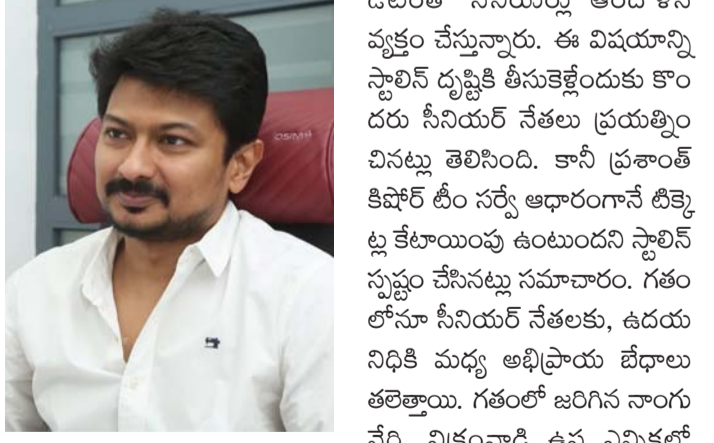 OSIM
వ్యక్తం చేస్తున్నారు. ఈ విషయాన్ని
స్టాలిన్ దృష్టికి తీసుకెళ్లేందుకు కొం
దరు సీనియర్ నేతలు ప్రయత్నిం
చినట్లు తెలిసింది. కానీ ప్రశాంత్
కిషోర్ టీం సర్వే ఆధారంగానే టిక్కె
ట్ల కేటాయింపు ఉంటుందని స్టాలిన్
స్పష్టం చేసినట్లు సమాచారం. గతం
లోనూ సీనియర్ నేతలకు, ఉదయ
నిధికి మధ్య అభిప్రాయ బేధాలు
తలెత్తాయి. గతంలో జరిగిన నాంగు